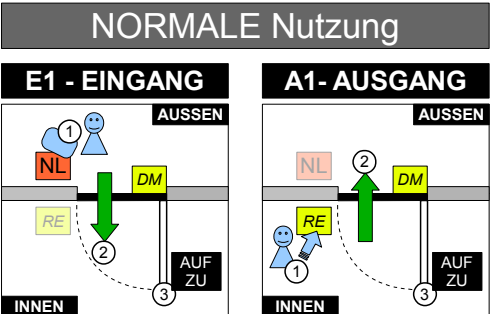 NORMALE Nutzung
E1 - EINGANG
AUSSEN
1
NL
DM
RE
2
AUF
ZU
3
INNEN
A1- AUSGANG
AUSSEN
NL
2
DM
RE
1
AUF
ZU
3
INNEN